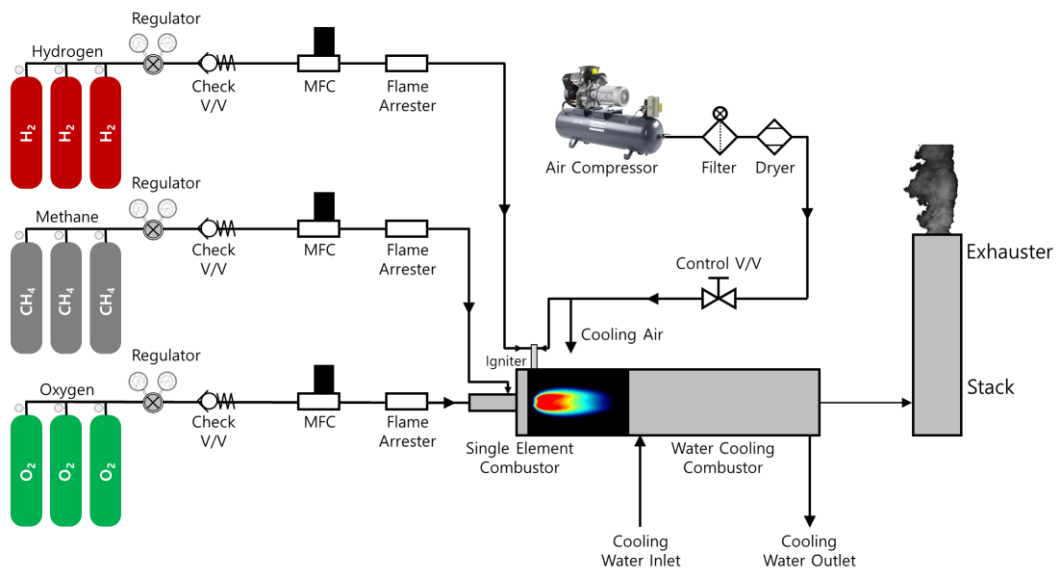 Regulator
Hydrogen
H2
H2
H2
Check
V/V
MFC
Flame
Arrester
Air Compressor
Filter
Dryer
Regulator
Methane
CH4
CH4
CH4
Check
V/V
MFC
Flame
Arrester
Control V/V
Exhauster
Cooling Air
Igniter
Regulator
Oxygen
O2
O2
O2
Check
V/V
MFC
Flame
Arrester
Single Element
Combustor
Water Cooling
Combustor
Stack
Cooling
Water Inlet
Cooling
Water Outlet